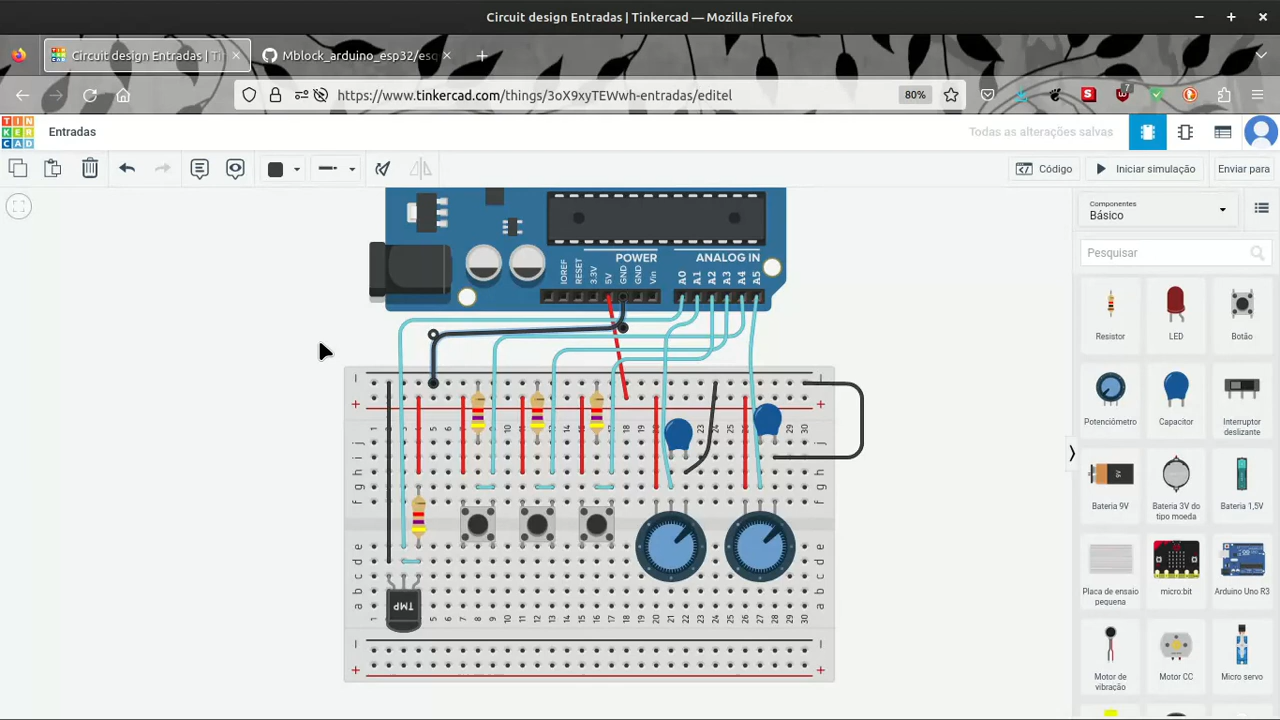 Circuit design Entradas | Tinkercad — Mozilla Firefox
Circuit design Entradas | Ti
Mblock_arduino_esp32/es
https://www.tinkercad.com/things/3oX9xyTEWwh-entradas/editel
80%
7
TIN
KER
CAD
Entradas
Todas as alterações salvas
Código
Iniciar simulação
Enviar para
Componentes
Básico
Pesquisar
Resistor
LED
Botão
Potenciômetro
Capacitor
Interruptor deslizante
Bateria 9V
Bateria 3V do tipo moeda
Bateria 1,5V
Placa de ensaio pequena
micro:bit
Arduino Uno R3
Motor de vibração
Motor CC
Micro servo
POWER
ANALOG IN
IOREF
RESET
3.3V
5V
GND
GND
Vin
A0
A1
A2
A3
A4
A5
TMP